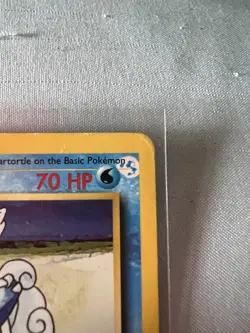 artortle on the Basic Pokémon
70 HP